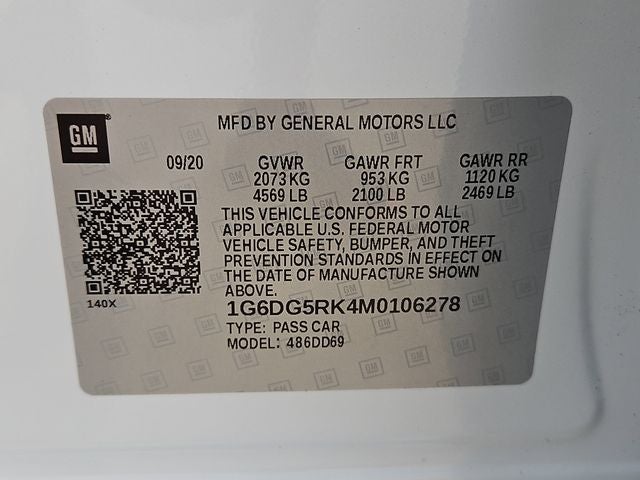 GM
MFD BY GENERAL MOTORS LLC
09/20 GVWR GAWR FRT GAWR RR
2073 KG 953 KG 1120 KG
4569 LB 2100 LB 2469 LB
THIS VEHICLE CONFORMS TO ALL
APPLICABLE U.S. FEDERAL MOTOR
VEHICLE SAFETY, BUMPER, AND THEFT
PREVENTION STANDARDS IN EFFECT ON
THE DATE OF MANUFACTURE SHOWN
ABOVE.
140X
1G6DG5RK4M0106278
TYPE: PASS CAR
MODEL: 486DD69